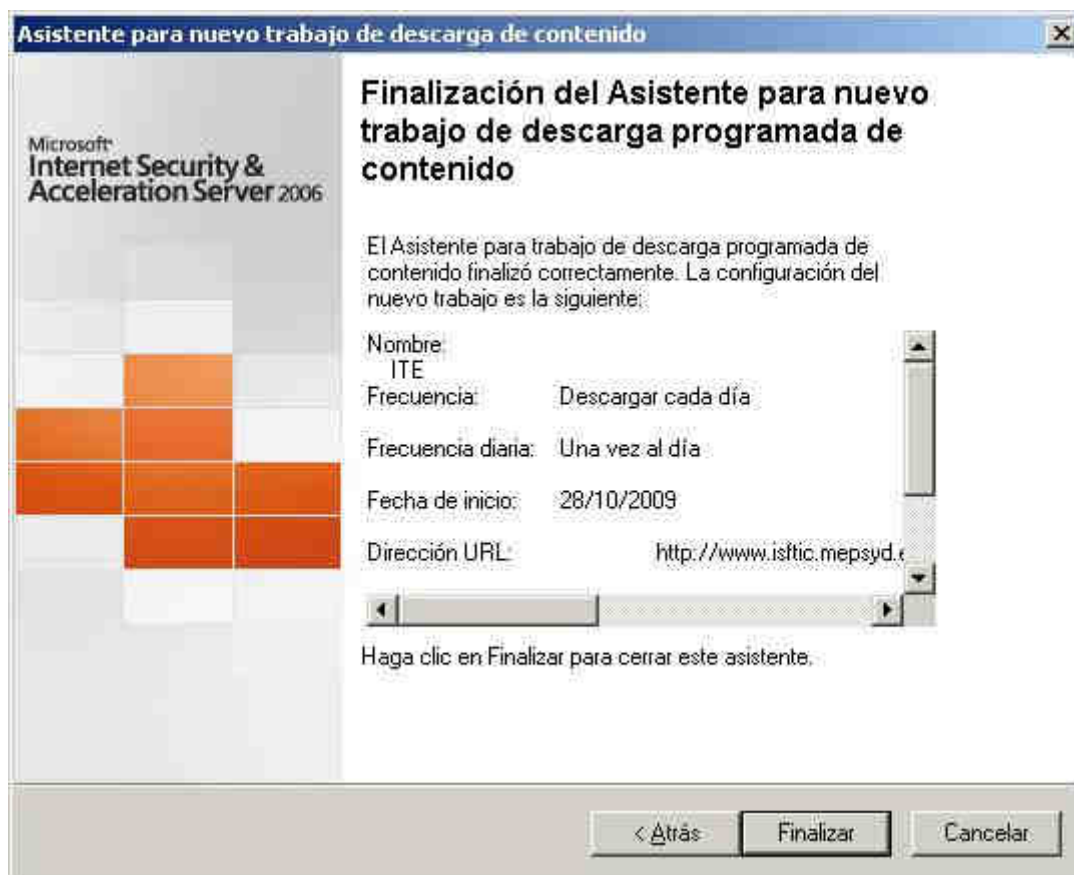 Asistente para nuevo trabajo de descarga de contenido
Microsoft
Internet Security &
Acceleration Server 2006
Finalización del Asistente para nuevo
trabajo de descarga programada de
contenido
El Asistente para trabajo de descarga programada de
contenido finalizó correctamente. La configuración del
nuevo trabajo es la siguiente:
Nombre:
ITE
Frecuencia: Descargar cada día
Frecuencia diaria: Una vez al día
Fecha de inicio: 28/10/2009
Dirección URL: http://www.isftic.mepsyd.
Haga clic en Finalizar para cerrar este asistente.
< Atrás Finalizar Cancelar